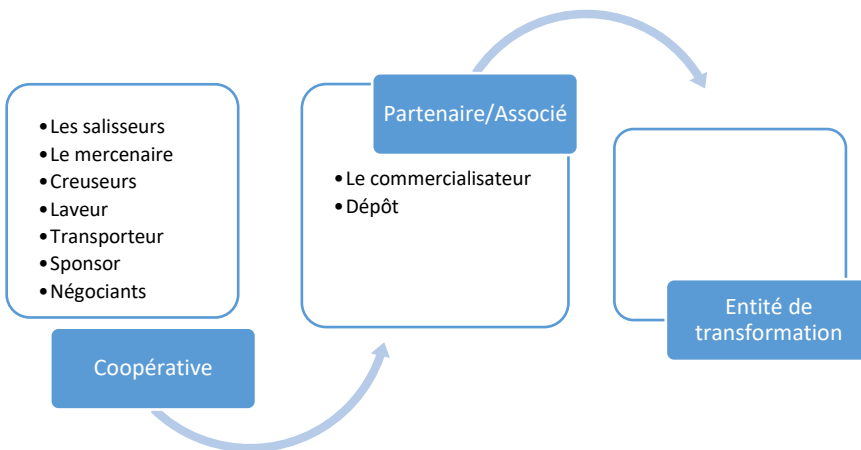 • Les salisseurs
• Le mercenaire
• Creuseurs
• Laveur
• Transporteur
• Sponsor
• Négociants
Coopérative
Partenaire/Associé
• Le commercialisateur
• Dépôt
Entité de
transformation